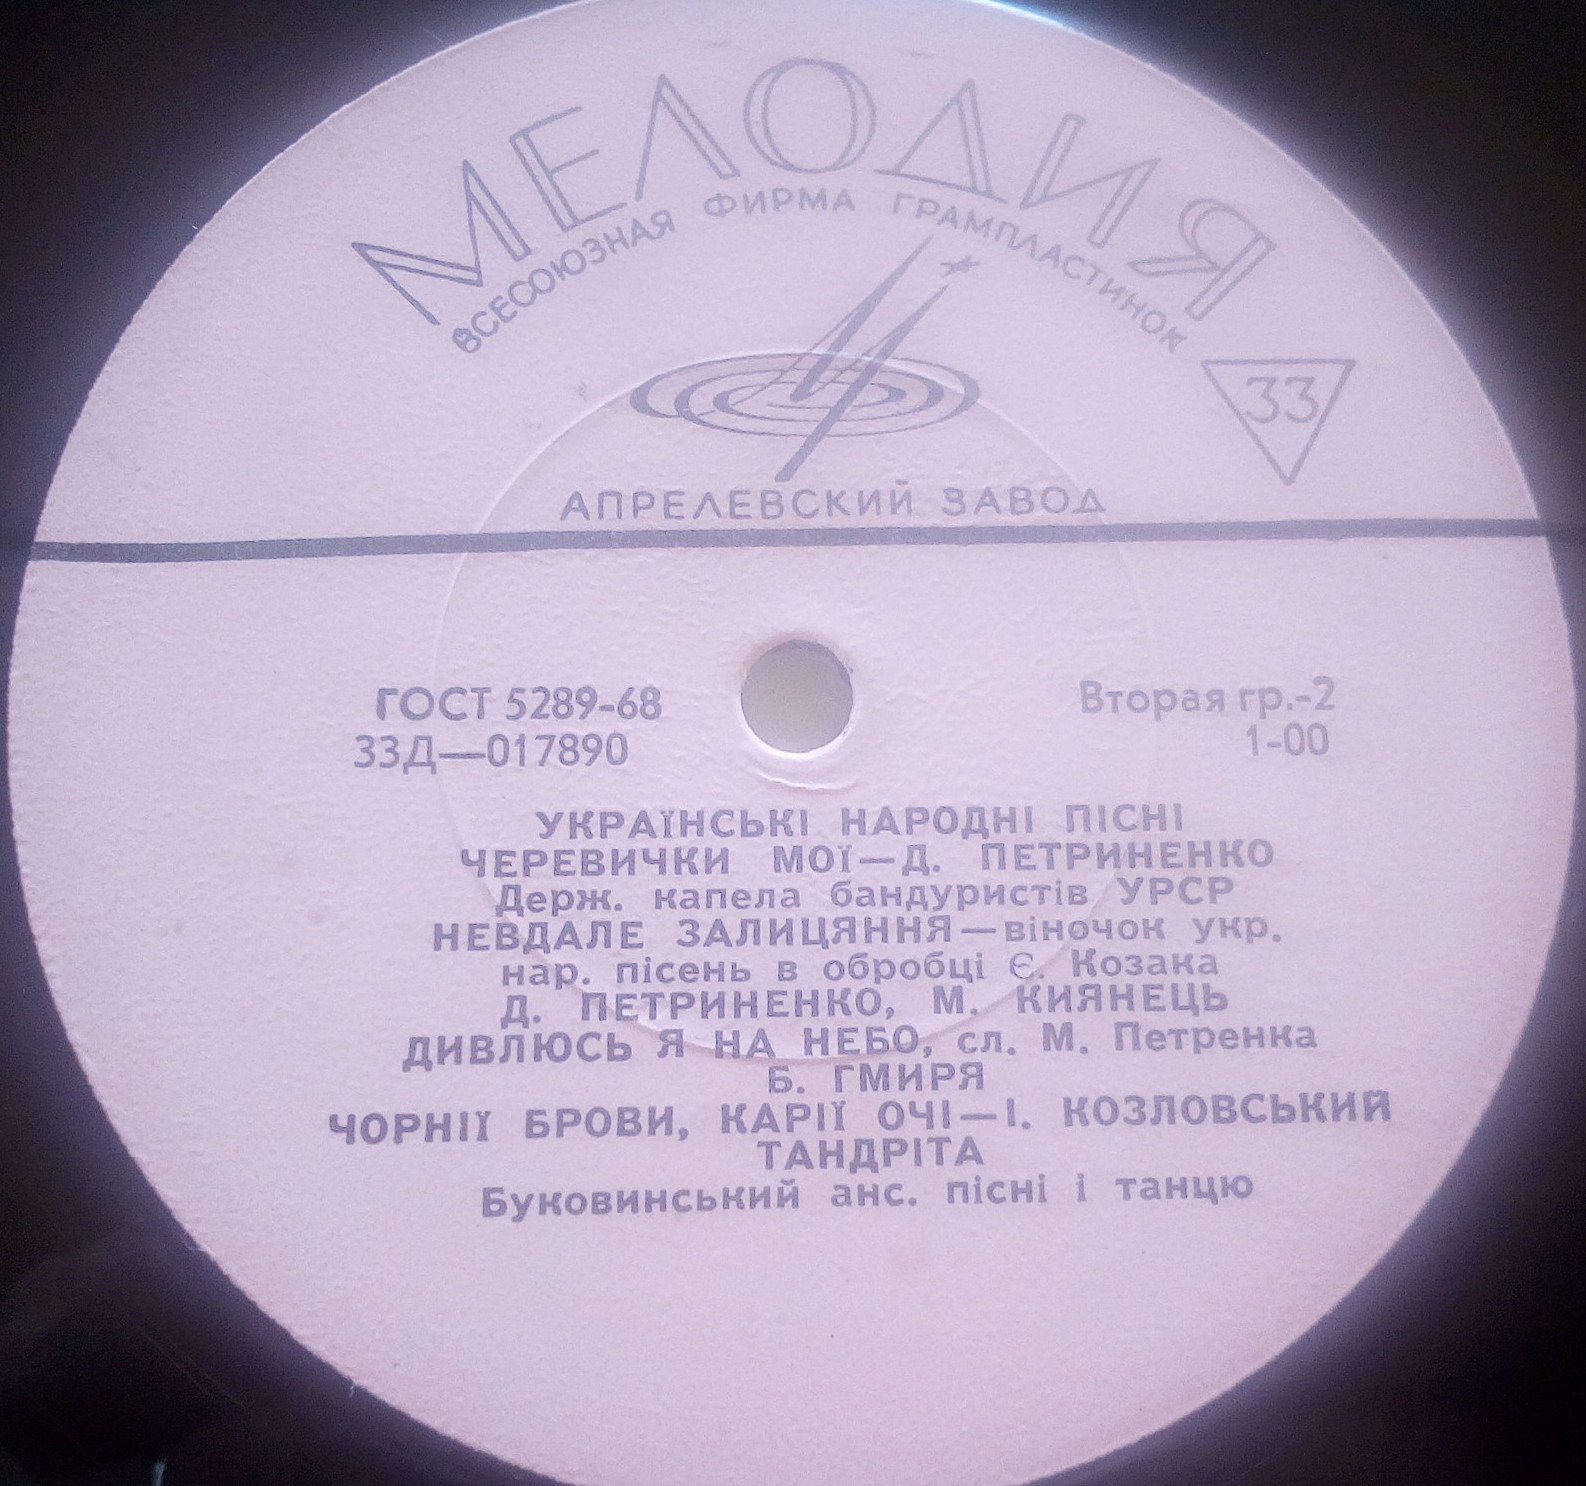 МЕЛОДИЯ
ВСЕСОЮЗНАЯ ФИРМА ГРАМПЛАСТИНОК
33
АПРЕЛЕВСКИЙ ЗАВОД
ГОСТ 5289-68
Вторая гр.-2
33Д—017890
1-00
УКРАЇНСЬКІ НАРОДНІ ПІСНІ
ЧЕРЕВИЧКИ МОЇ—Д. ПЕТРИНЕНКО
Держ. капела бандуристів УРСР
НЕВДАЛЕ ЗАЛИЦЯННЯ—віночок укр.
нар. пісень в обробці Є. Козака
Д. ПЕТРИНЕНКО, М. КИЯНЕЦЬ
ДИВЛЮСЬ Я НА НЕБО, сл. М. Петренка
Б. ГМИРЯ
ЧОРНІЇ БРОВИ, КАРІЇ ОЧІ—І. КОЗЛОВСЬКИЙ
ТАНДРІТА
Буковинський анс. пісні і танцю